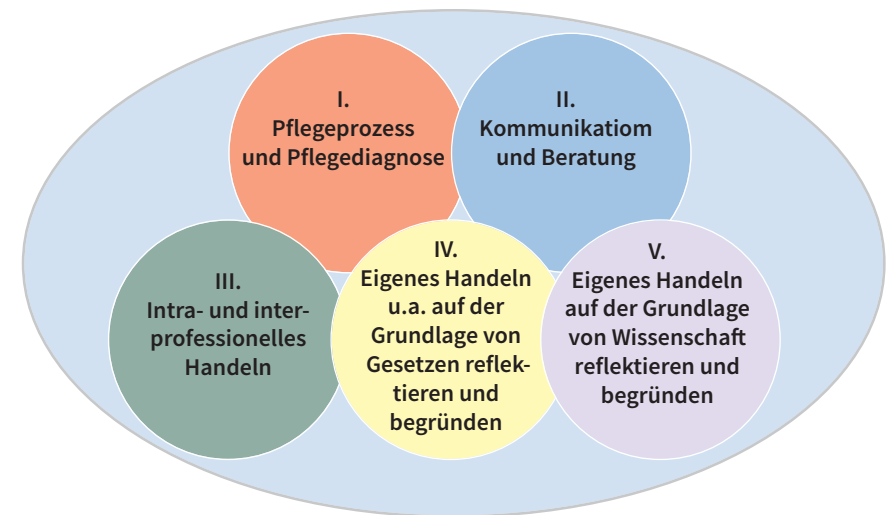 I.
Pflegeprozess
und Pflegediagnose
II.
Kommunikatiom
und Beratung
III.
Intra- und inter-
professionelles
Handeln
IV.
Eigenes Handeln
u.a. auf der
Grundlage von
Gesetzen reflek-
tieren und
begründen
V.
Eigenes Handeln
auf der Grundlage
von Wissenschaft
reflektieren und
begründen